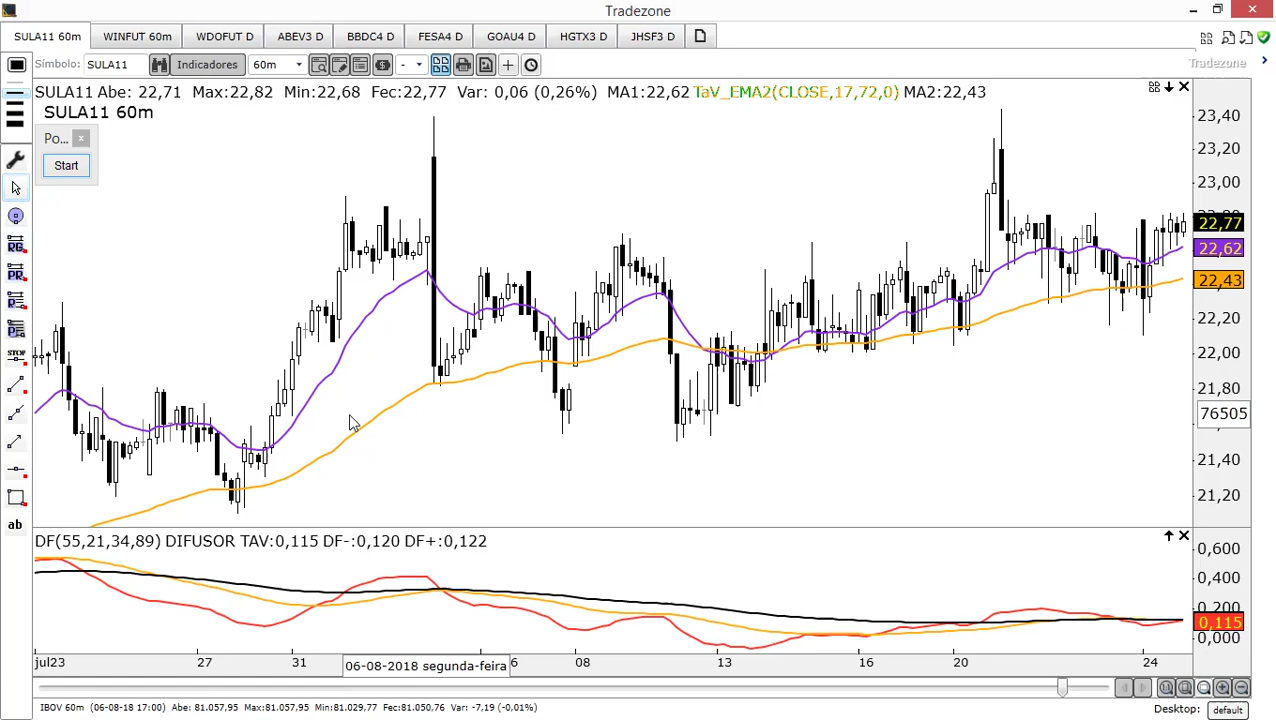 Tradezone
SULA11 60m WINFUT 60m WDOFUT D ABEV3 D BBDC4 D FESA4 D GOAU4 D HGTX3 D JHSF3 D
Símbolo: SULA11 Indicadores 60m -
Tradezone
SULA11 Abe: 22,71 Max:22,82 Min:22,68 Fec:22,77 Var: 0,06 (0,26%) MA1:22,62 TaV_EMA2(CLOSE,17,72,0) MA2:22,43
SULA11 60m
Po... x
Start
23,40
23,20
23,00
22,77
22,62
22,43
22,20
22,00
21,80
76505
21,40
21,20
RG
PR
STOP
ab
DF(55,21,34,89) DIFUSOR TAV:0,115 DF-:0,120 DF+:0,122
0,600
0,400
0,200
0,115
0,000
jul23 27 31 06-08-2018 segunda-feira 6 08 13 16 20 24
IBOV 60m (06-08-18 17:00) Abe: 81.057,95 Max:81.057,95 Min:81.029,77 Fec:81.050,76 Var: -7,19 (-0,01%)
Desktop: default